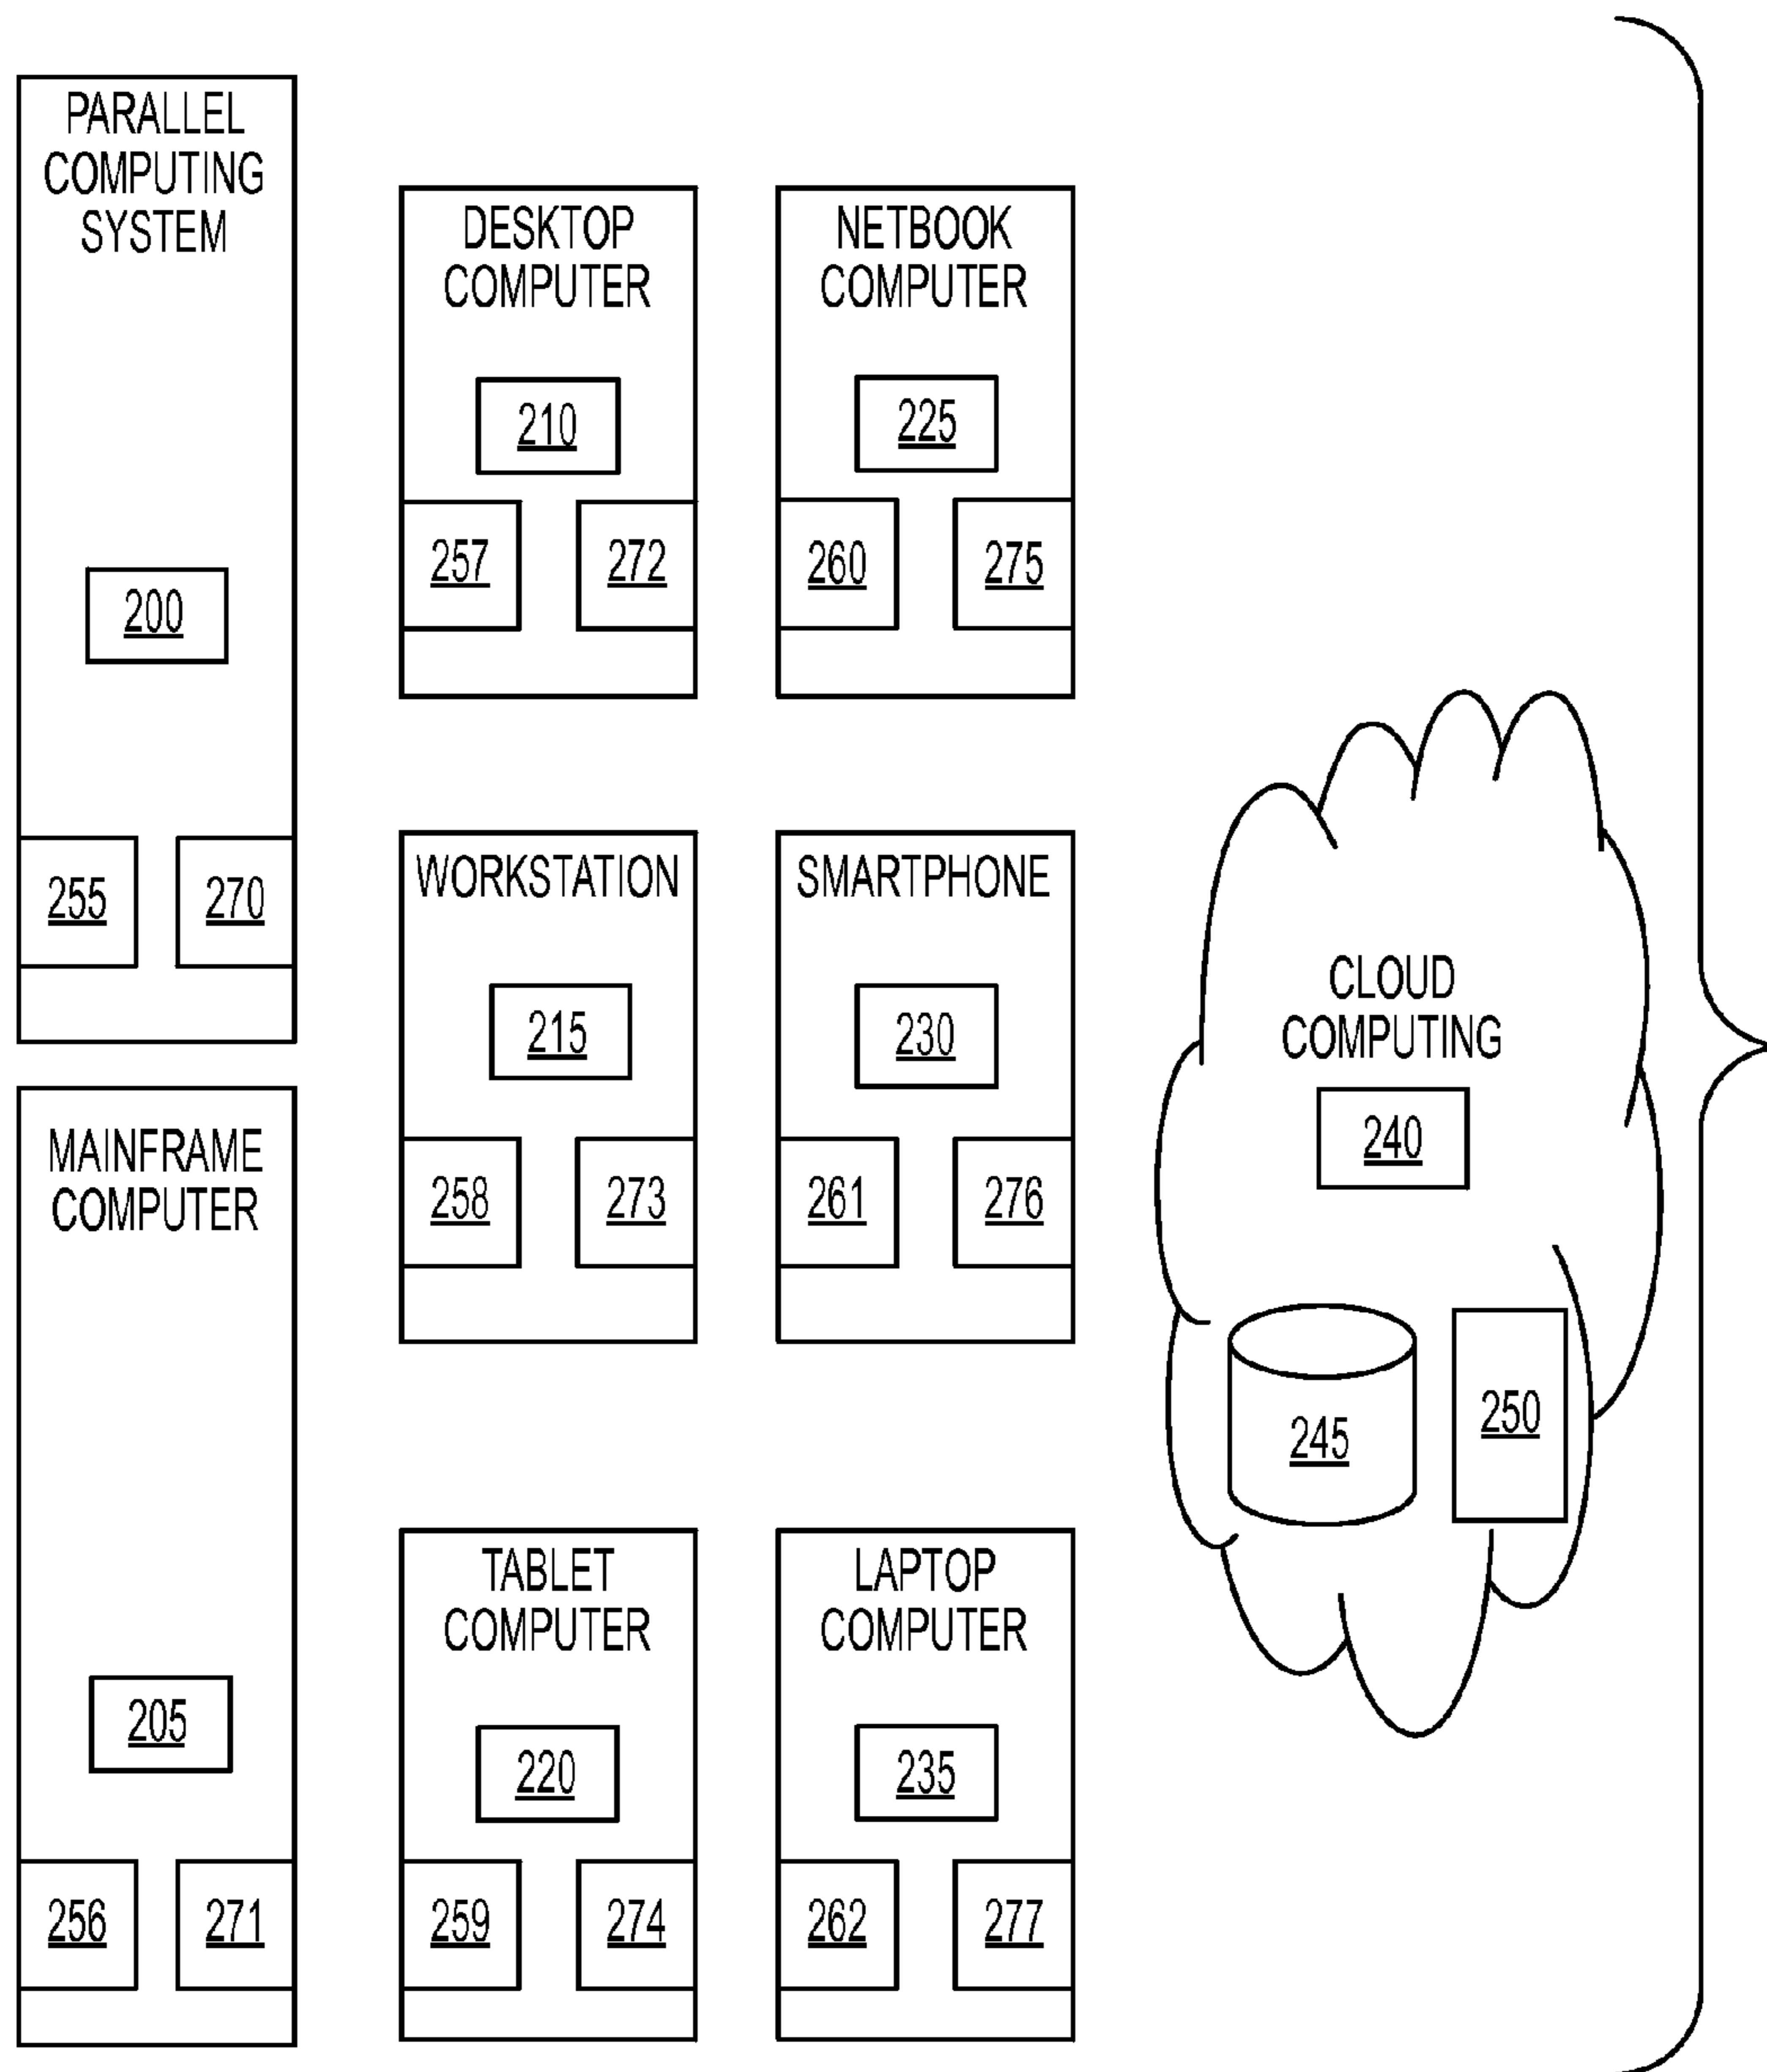 PARALLEL
COMPUTING
SYSTEM
200
255
270
MAINFRAME
COMPUTER
205
256
271
DESKTOP
COMPUTER
210
257
272
WORKSTATION
215
258
273
TABLET
COMPUTER
220
259
274
NETBOOK
COMPUTER
225
260
275
SMARTPHONE
230
261
276
LAPTOP
COMPUTER
235
262
277
CLOUD
COMPUTING
240
245
250